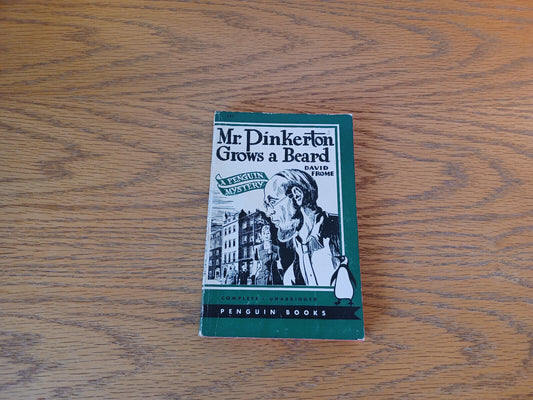 Mr. Pinkerton
Grows a Beard
DAVID
FROME
A PENGUIN
MYSTERY
COMPLETE · UNABRIDGED
PENGUIN BOOKS